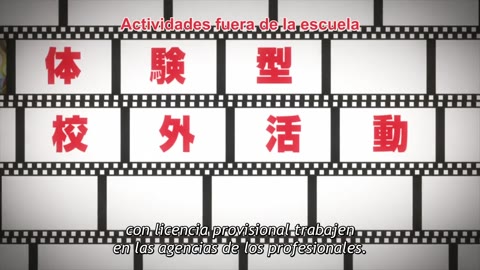 Actividades fuera de la escuela
体験型
校外活動
con licencia provisional trabajen
en las agencias de los profesionales.